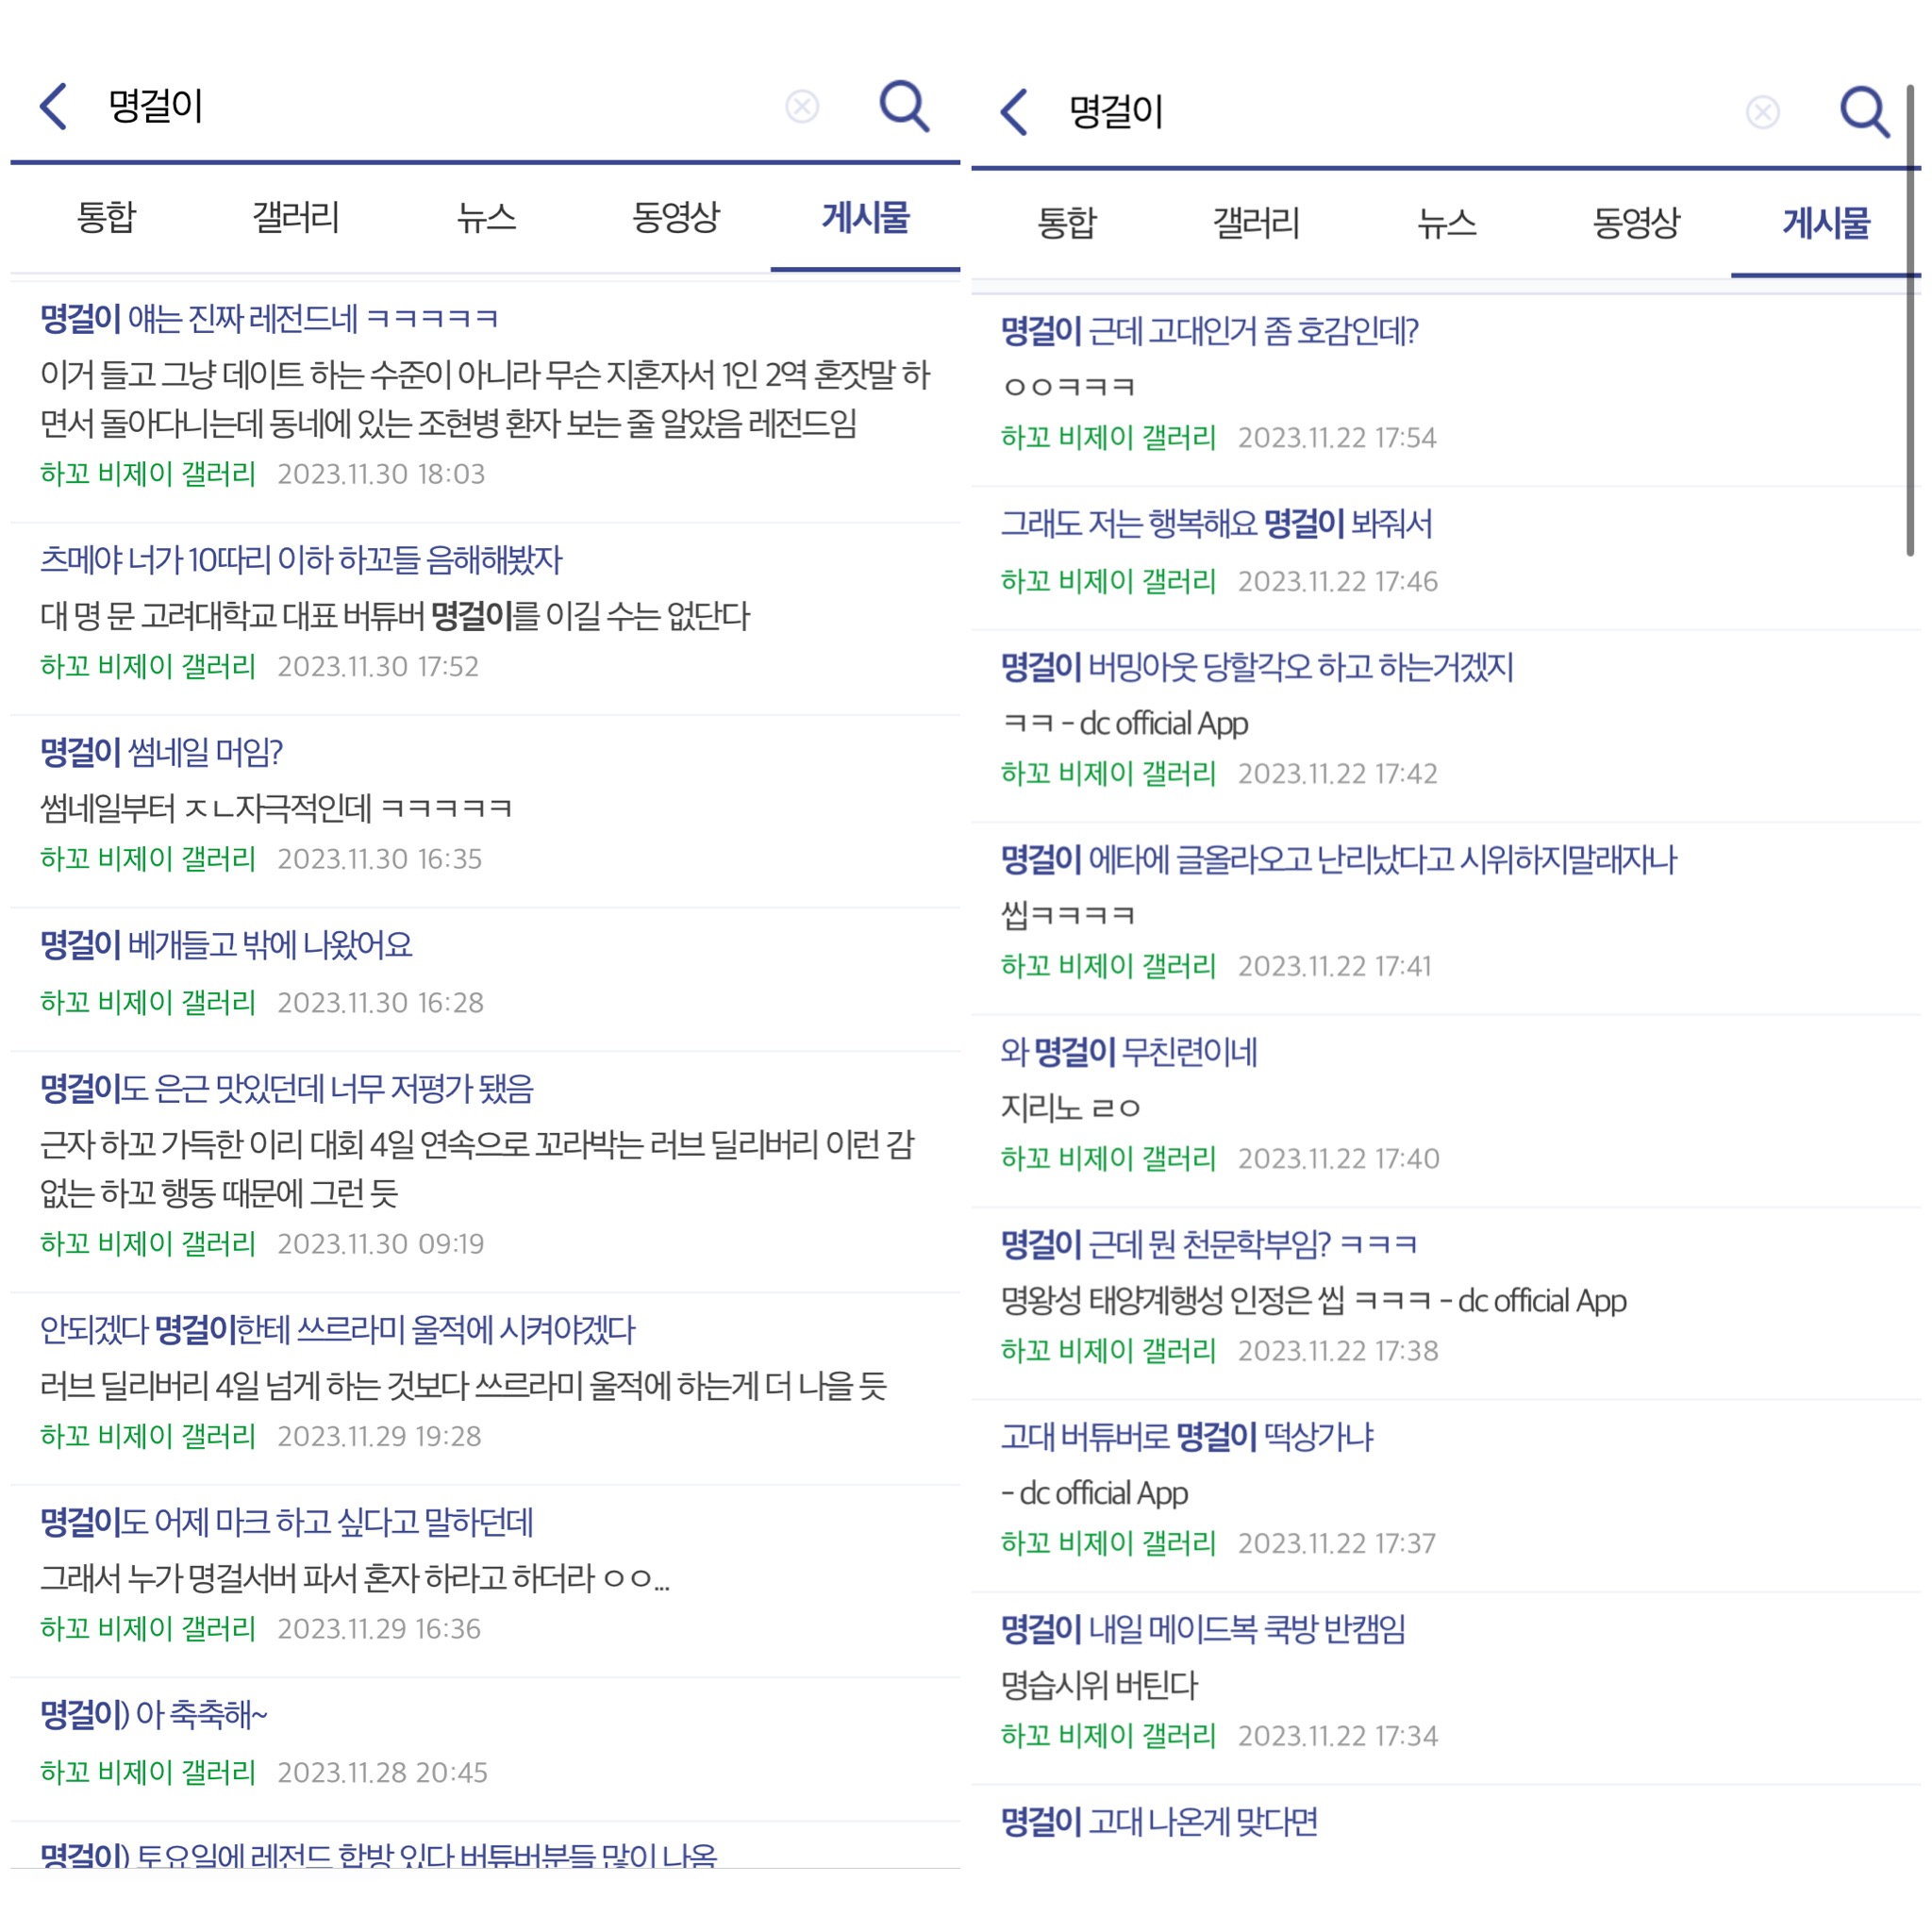 명걸이
통합 갤러리 뉴스 동영상 게시물
명걸이 얘는 진짜 레전드네 ㅋㅋㅋㅋㅋ
이거 들고 그냥 데이트 하는 수준이 아니라 무슨 지혼자서 1인 2역 혼잣말 하
면서 돌아다니는데 동네에 있는 조현병 환자 보는 줄 알았음 레전드임
하꼬 비제이 갤러리 2023.11.30 18:03
츠메야 너가 10따리 이하 하꼬들 음해해봤자
대 명 문 고려대학교 대표 버튜버 명걸이를 이길 수는 없단다
하꼬 비제이 갤러리 2023.11.30 17:52
명걸이 썸네일 머임?
썸네일부터 ㅈㄴ자극적인데 ㅋㅋㅋㅋㅋ
하꼬 비제이 갤러리 2023.11.30 16:35
명걸이 베개들고 밖에 나왔어요
하꼬 비제이 갤러리 2023.11.30 16:28
명걸이도 은근 맛있던데 너무 저평가 됐음
근자 하꼬 가득한 이리 대회 4일 연속으로 꼬라박는 러브 딜리버리 이런 감
없는 하꼬 행동 때문에 그런 듯
하꼬 비제이 갤러리 2023.11.30 09:19
안되겠다 명걸이한테 쓰르라미 울적에 시켜야겠다
러브 딜리버리 4일 넘게 하는 것보다 쓰르라미 울적에 하는게 더 나을 듯
하꼬 비제이 갤러리 2023.11.29 19:28
명걸이도 어제 마크 하고 싶다고 말하던데
그래서 누가 명걸서버 파서 혼자 하라고 하더라 ㅇㅇ...
하꼬 비제이 갤러리 2023.11.29 16:36
명걸이) 아 축축해~
하꼬 비제이 갤러리 2023.11.28 20:45
명걸이) 토요일에 레전드 합방 있다 버튜버분들 많이 나옴
명걸이
통합 갤러리 뉴스 동영상 게시물
명걸이 근데 고대인거 좀 호감인데?
ㅇㅇㅋㅋㅋ
하꼬 비제이 갤러리 2023.11.22 17:54
그래도 저는 행복해요 명걸이 봐줘서
하꼬 비제이 갤러리 2023.11.22 17:46
명걸이 버밍아웃 당할각오 하고 하는거겠지
ㅋㅋ - dc official App
하꼬 비제이 갤러리 2023.11.22 17:42
명걸이 에타에 글올라오고 난리났다고 시위하지말래자나
씹ㅋㅋㅋㅋ
하꼬 비제이 갤러리 2023.11.22 17:41
와 명걸이 무친련이네
지리노 ㄹㅇ
하꼬 비제이 갤러리 2023.11.22 17:40
명걸이 근데 뭔 천문학부임? ㅋㅋㅋ
명왕성 태양계행성 인정은 씹 ㅋㅋㅋ - dc official App
하꼬 비제이 갤러리 2023.11.22 17:38
고대 버튜버로 명걸이 떡상가냐
- dc official App
하꼬 비제이 갤러리 2023.11.22 17:37
명걸이 내일 메이드복 쿡방 반캠임
명습시위 버틴다
하꼬 비제이 갤러리 2023.11.22 17:34
명걸이 고대 나온게 맞다면